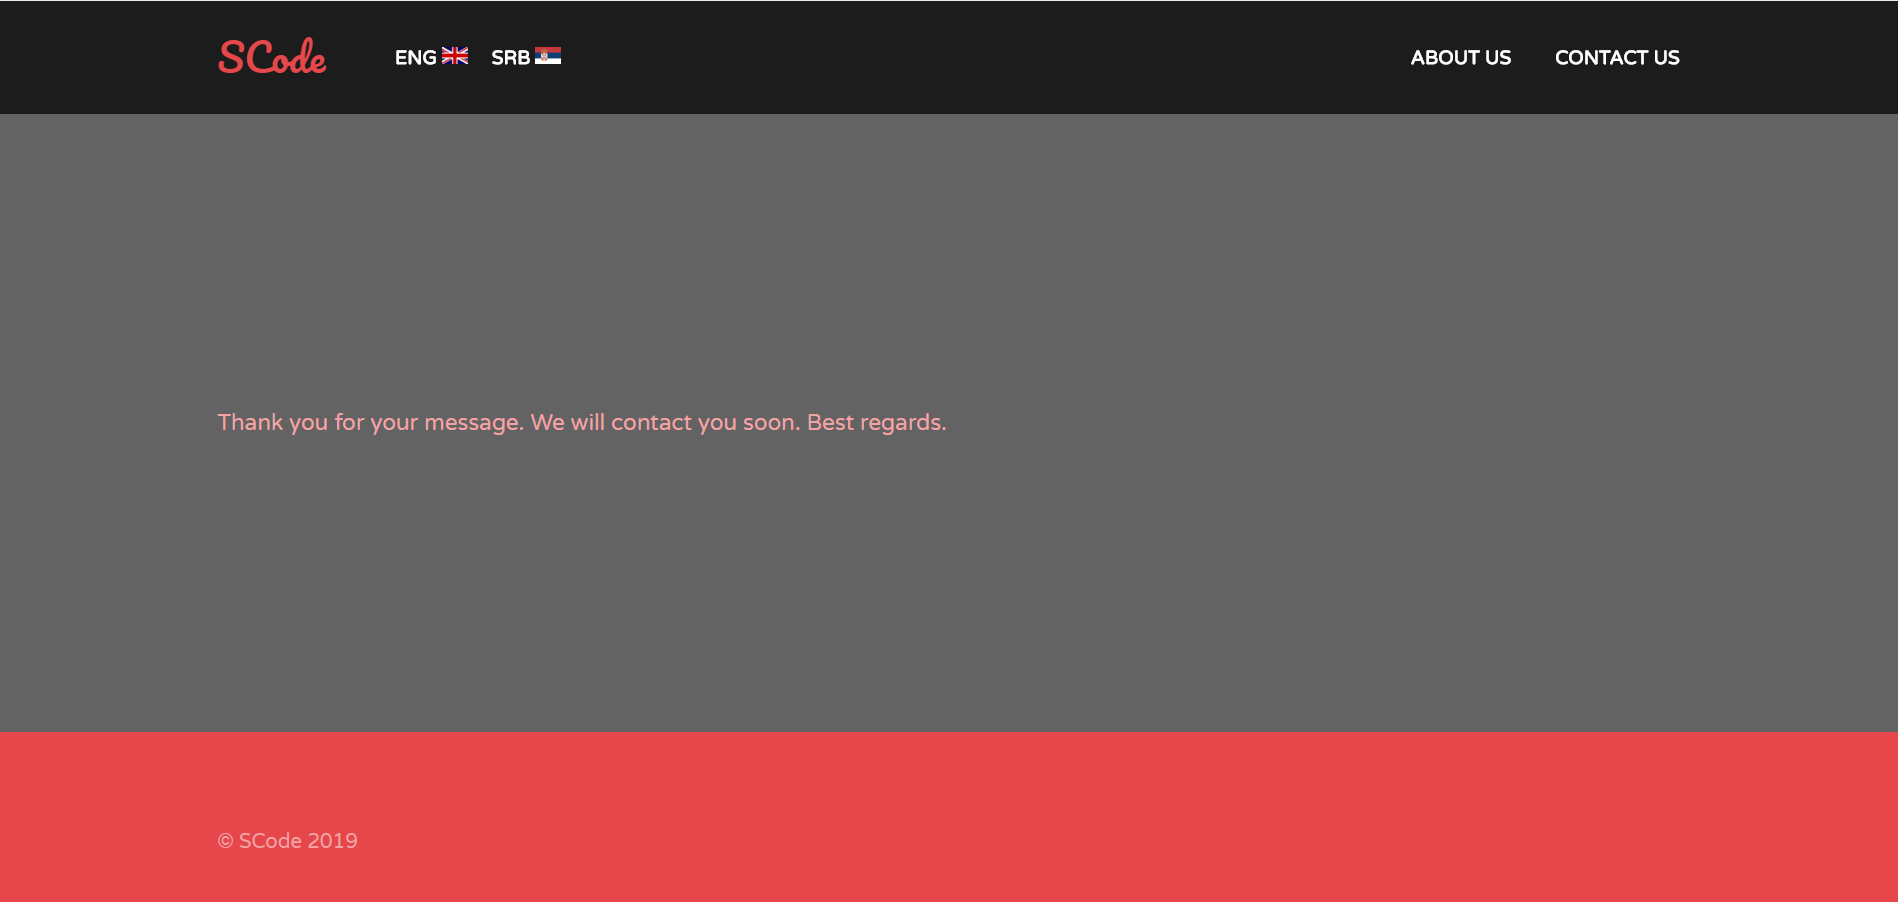 SCode ENG SRB ABOUT US CONTACT US
Thank you for your message. We will contact you soon. Best regards.
© SCode 2019